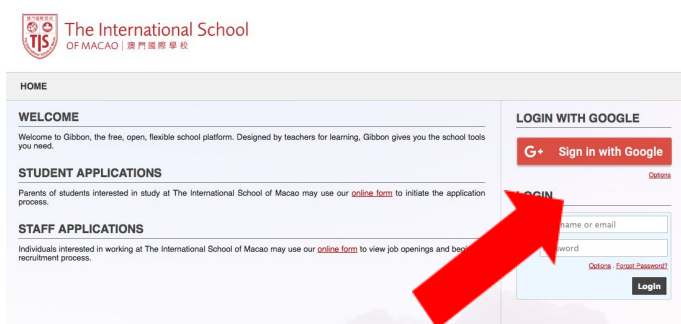 澳門國際學校
TIS
The International School
OF MACAO | 澳門國際學校
HOME
WELCOME
Welcome to Gibbon, the free, open, flexible school platform. Designed by teachers for learning, Gibbon gives you the school tools
you need.
STUDENT APPLICATIONS
Parents of students interested in study at The International School of Macao may use our online form to initiate the application
process.
STAFF APPLICATIONS
Individuals interested in working at The International School of Macao may use our online form to view job openings and
recruitment process.
LOGIN WITH GOOGLE
G+ Sign in with Google
Options
LOGIN
name or email
Options . Forgot Password?
Login